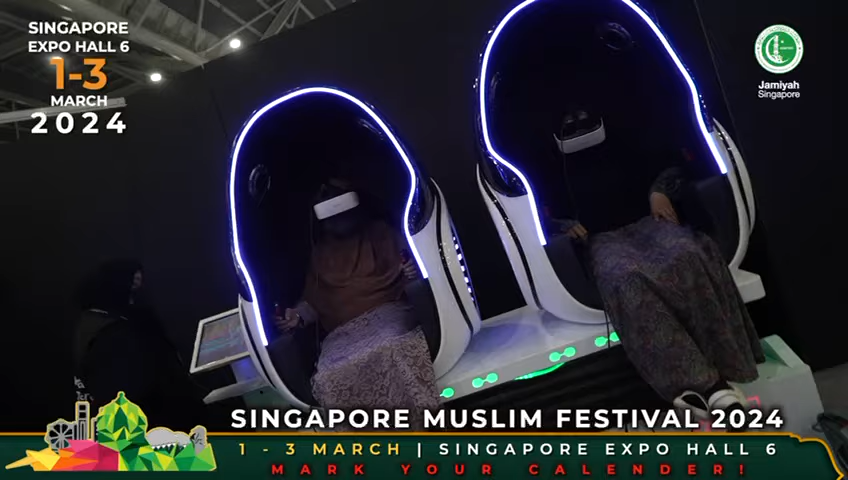 SINGAPORE
EXPO HALL 6
1-3
MARCH
2024
Jamiyah
Singapore
SINGAPORE MUSLIM FESTIVAL 2024
1 - 3 MARCH | SINGAPORE EXPO HALL 6
MARK YOUR CALENDER!